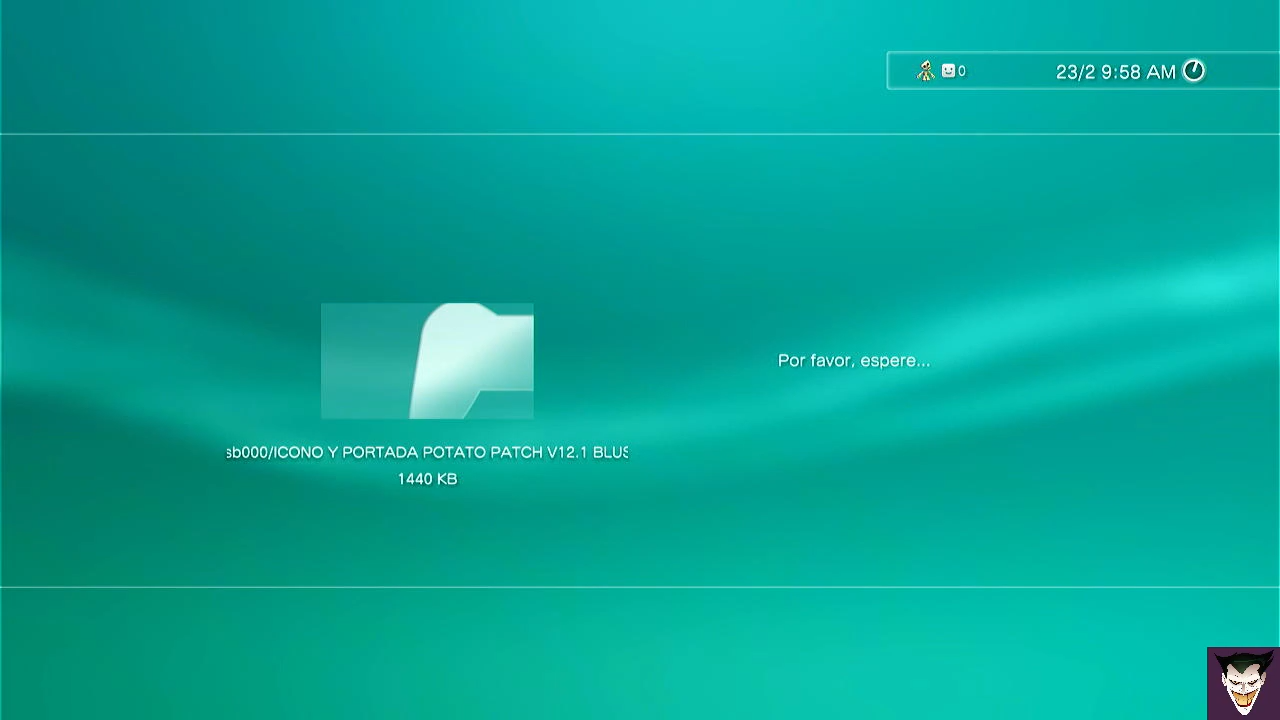 0
23/2 9:58 AM
Por favor, espere...
sb000/ICONO Y PORTADA POTATO PATCH V12.1 BLUS
1440 KB